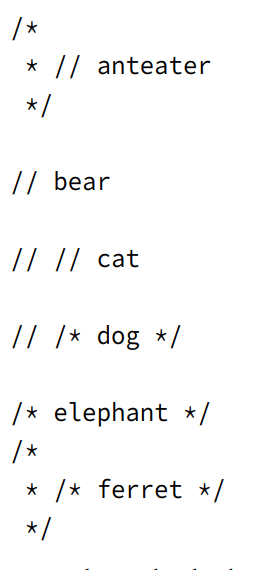 /*
 * // anteater
 */
// bear
// // cat
// /* dog */
/* elephant */
/*
 * /* ferret */
 */